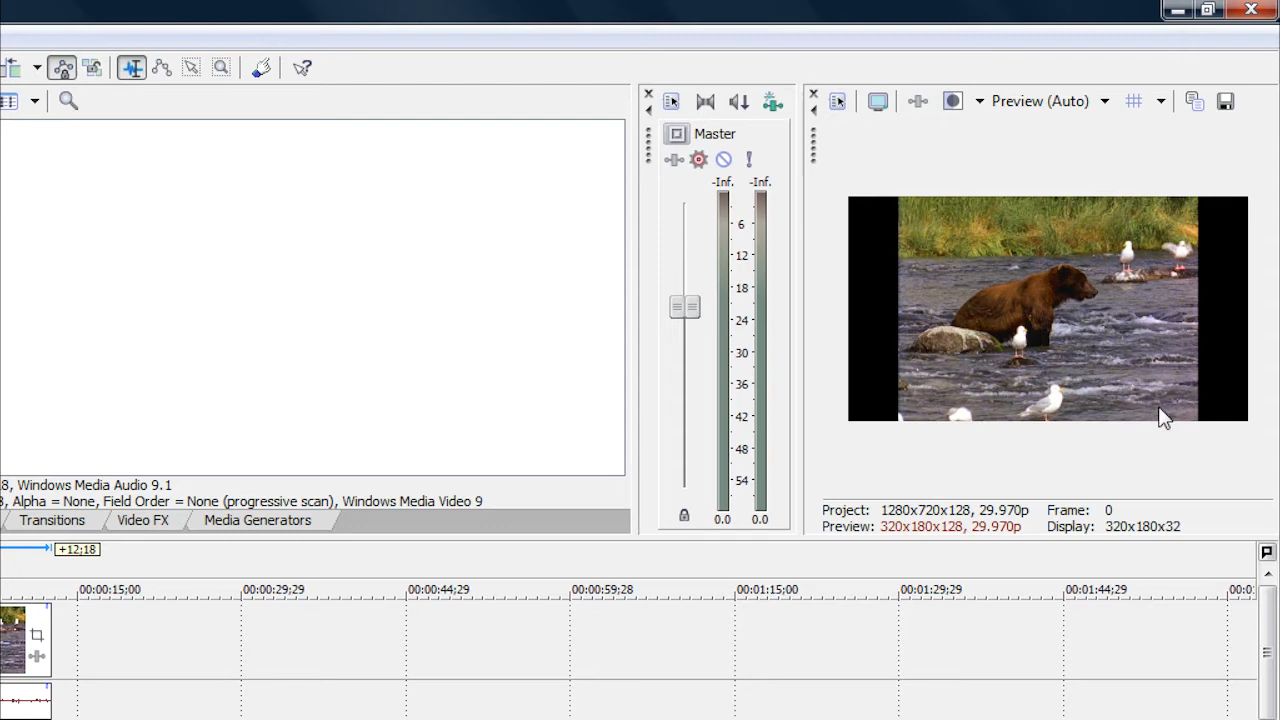 Preview (Auto)
Master
-Inf. -Inf.
6
12
18
24
30
36
42
48
54
0.0 0.0
8, Windows Media Audio 9.1
8, Alpha = None, Field Order = None (progressive scan), Windows Media Video 9
Transitions Video FX Media Generators
Project: 1280x720x128, 29.970p Frame: 0
Preview: 320x180x128, 29.970p Display: 320x180x32
+12;18
00:00:15;00 00:00:29;29 00:00:44;29 00:00:59;28 00:01:15;00 00:01:29;29 00:01:44;29 00:0